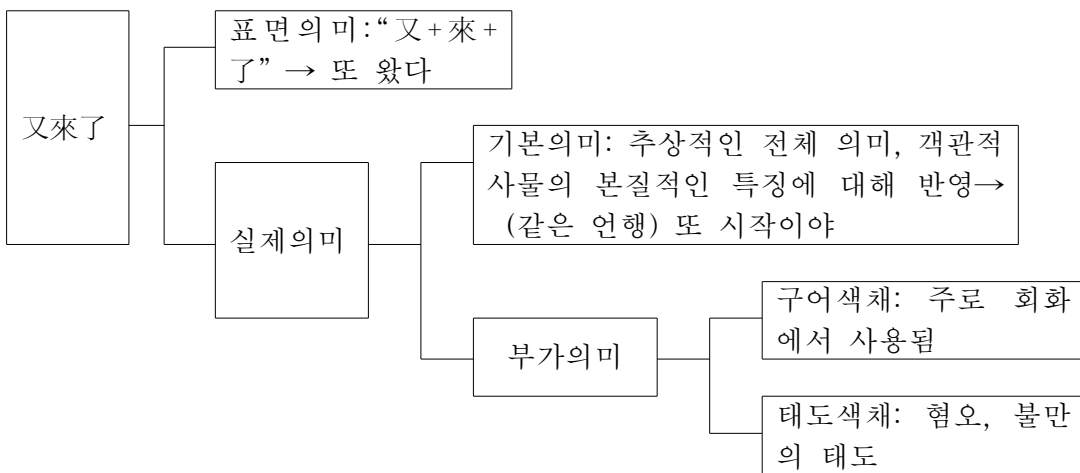 又來了
표면의미:“又+來+
了” → 또 왔다
실제의미
기본의미: 추상적인 전체 의미, 객관적
사물의 본질적인 특징에 대해 반영→
(같은 언행) 또 시작이야
부가의미
구어색채: 주로 회화
에서 사용됨
태도색채: 혐오, 불만
의 태도